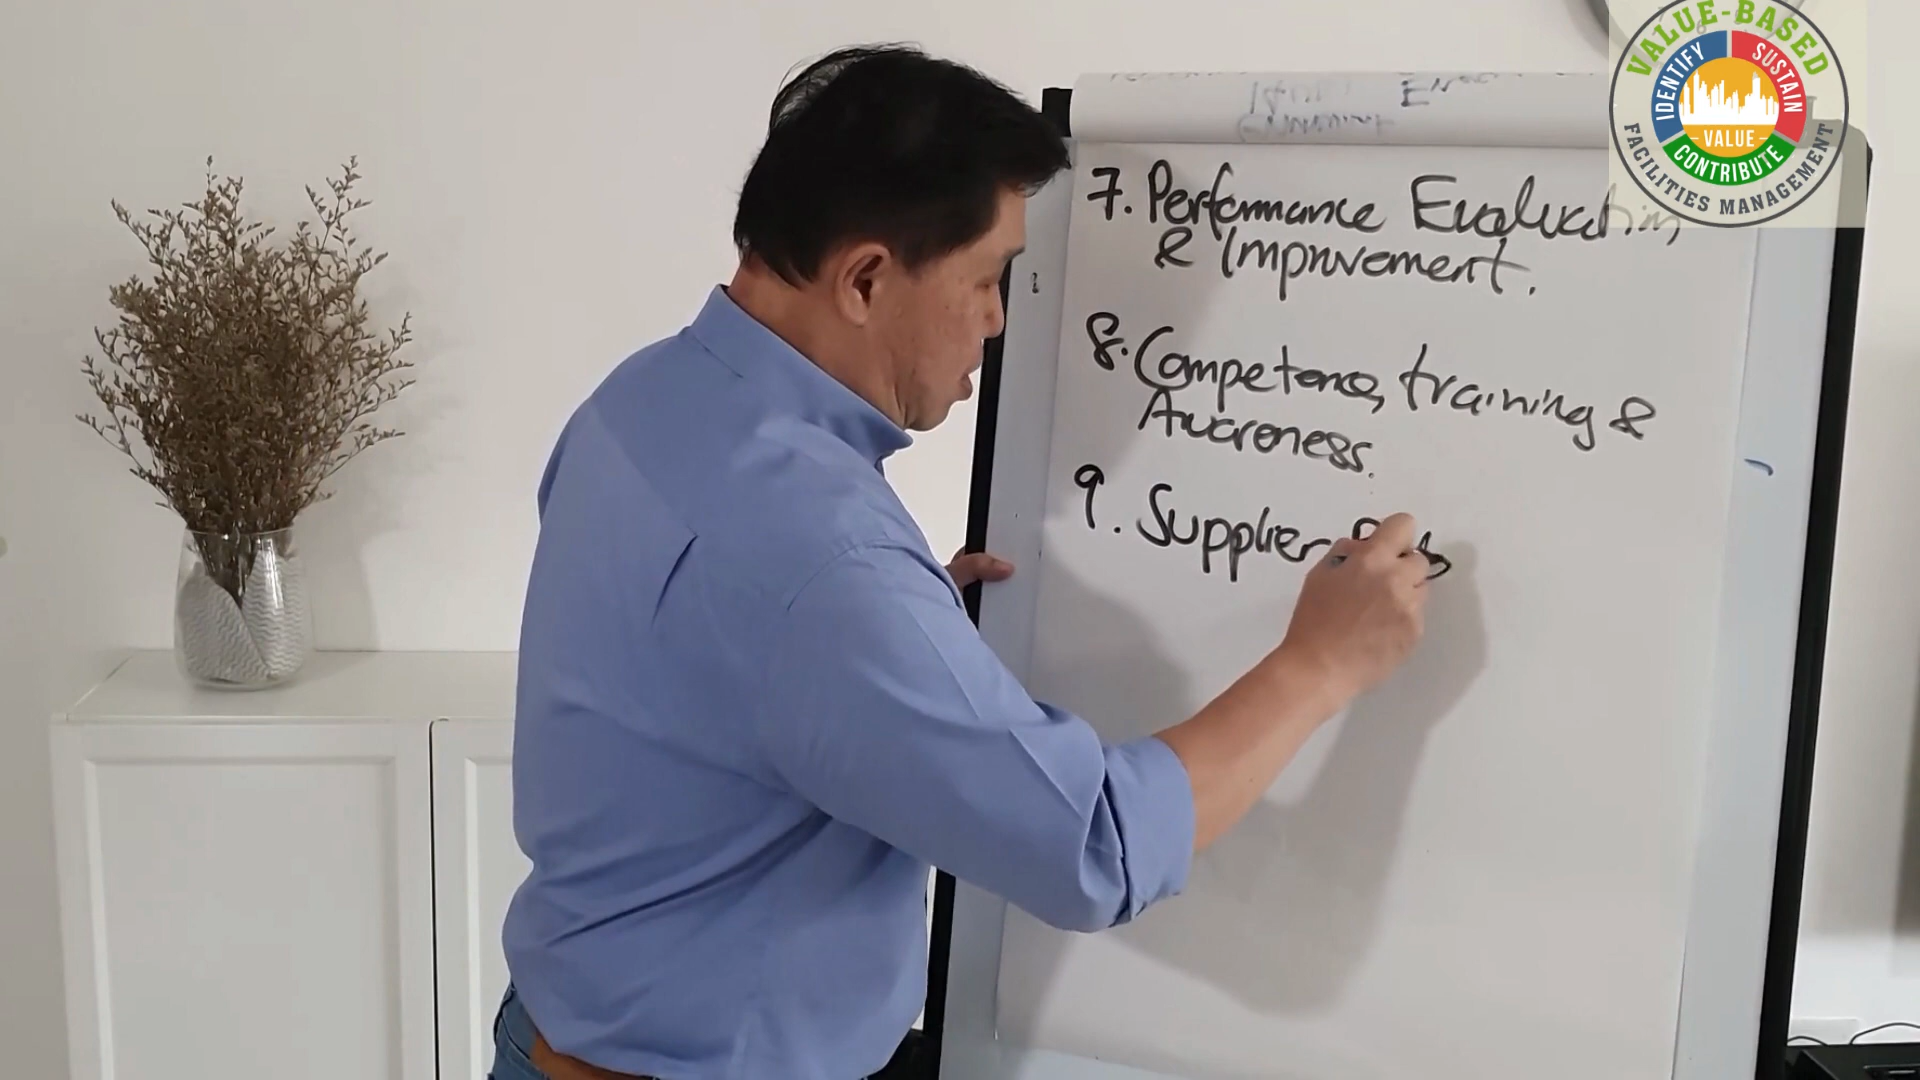 VALUE-BASED
FACILITIES MANAGEMENT
IDENTIFY
SUSTAIN
CONTRIBUTE
VALUE
7. Performance Evaluation
& Improvement.
8. Competence, training &
Awareness.
9. Supplier